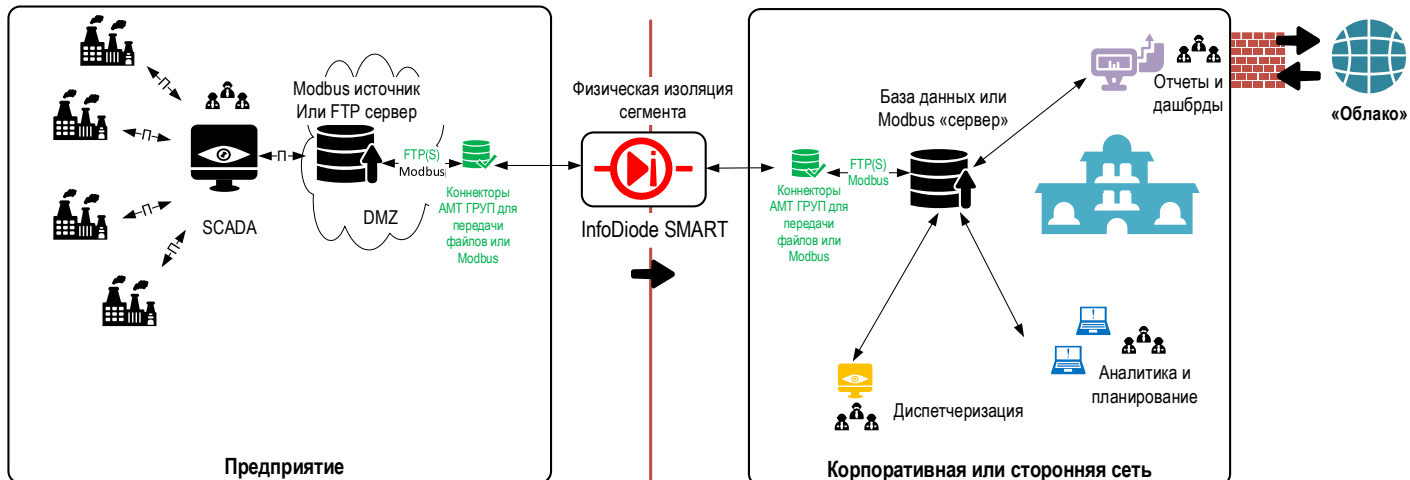 П
П
П
П
SCADA
П
Modbus источник
Или FTP сервер
FTP(S)
Modbus
DMZ
Коннекторы
АМТ ГРУП для
передачи
файлов или
Modbus
Предприятие
Физическая изоляция
сегмента
InfoDiode SMART
Коннекторы
АМТ ГРУП для
передачи
файлов или
Modbus
FTP(S)
Modbus
База данных или
Modbus «сервер»
Отчеты и
дашбрды
Диспетчеризация
Аналитика и
планирование
Корпоративная или сторонняя сеть
«Облако»